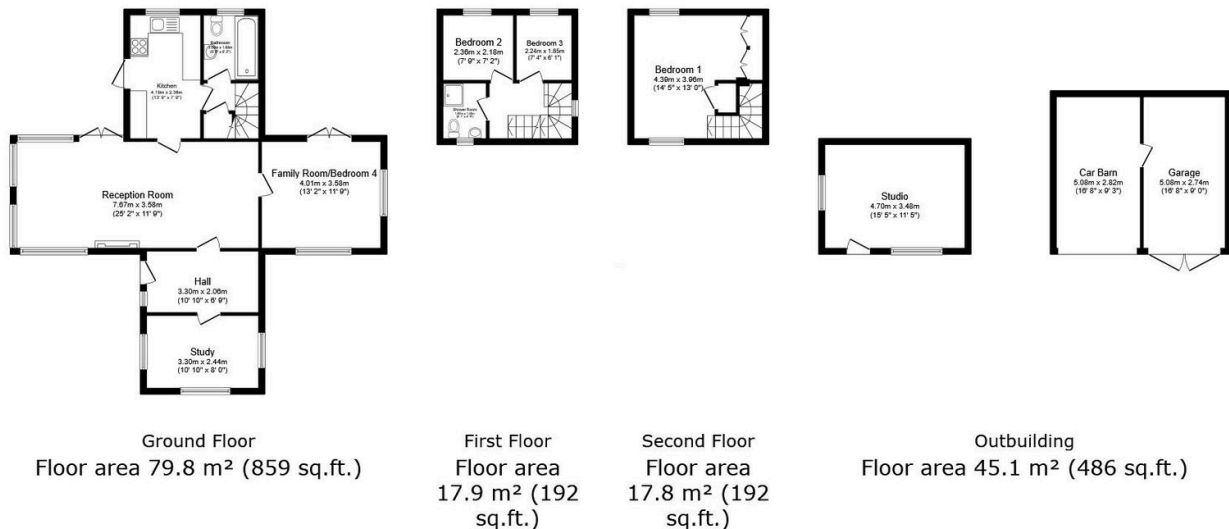 Kitchen
Bathroom
Bedroom 2
2.36m x 2.18m
(7' 9" x 7' 2")
Bedroom 3
2.24m x 1.85m
(7' 4" x 6' 1")
Shower Room
Bedroom 1
4.39m x 3.96m
(14' 5" x 13' 0")
Reception Room
7.67m x 3.58m
(25' 2" x 11' 9")
Family Room/Bedroom 4
4.01m x 3.58m
(13' 2" x 11' 9")
Hall
3.30m x 2.06m
(10' 10" x 6' 9")
Study
3.30m x 2.44m
(10' 10" x 8' 0")
Studio
4.70m x 3.48m
(15' 5" x 11' 5")
Car Barn
5.08m x 2.82m
(16' 8" x 9' 3")
Garage
5.08m x 2.74m
(16' 8" x 9' 0")
Ground Floor
Floor area 79.8 m² (859 sq.ft.)
First Floor
Floor area
17.9 m² (192
sq.ft.)
Second Floor
Floor area
17.8 m² (192
sq.ft.)
Outbuilding
Floor area 45.1 m² (486 sq.ft.)